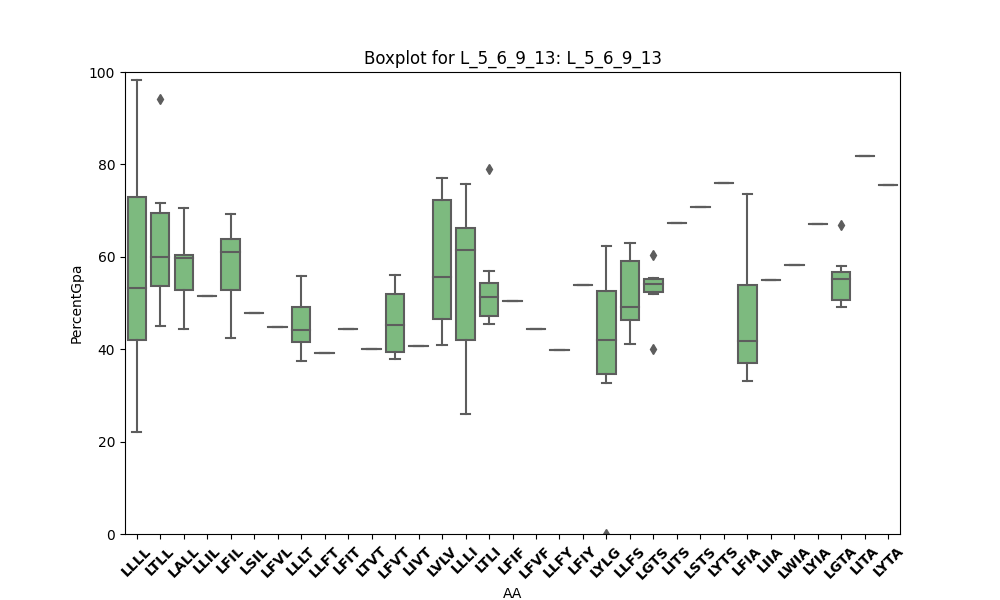 Boxplot for L_5_6_9_13: L_5_6_9_13
100
80
60
40
20
0
PercentGpa
LLLL
LTLL
LALL
LLIL
LFIL
LSIL
LFVL
LLLT
LLFT
LFIT
LTVT
LFVT
LIVT
LVLV
LLLI
LTLI
LFIF
LFVF
LLFY
LFIY
LYLG
LLFS
LGTS
LITS
LSTS
LYTS
LFIA
LIIA
LWIA
LYIA
LGTA
LITA
LYTA
AA